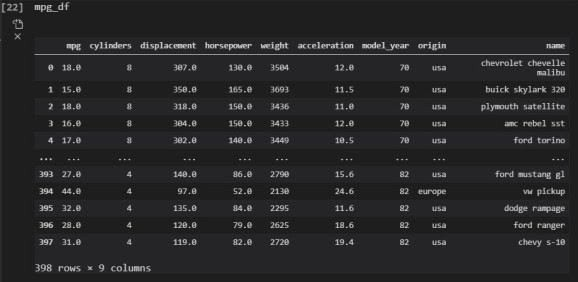 [22] mpg_df
mpg cylinders displacement horsepower weight acceleration model_year origin name
0 18.0 8 307.0 130.0 3504 12.0 70 usa chevrolet chevelle malibu
1 15.0 8 350.0 165.0 3693 11.5 70 usa buick skylark 320
2 18.0 8 318.0 150.0 3436 11.0 70 usa plymouth satellite
3 16.0 8 304.0 150.0 3433 12.0 70 usa amc rebel sst
4 17.0 8 302.0 140.0 3449 10.5 70 usa ford torino
... ... ... ... ... ... ... ... ... ...
393 27.0 4 140.0 86.0 2790 15.6 82 usa ford mustang gl
394 44.0 4 97.0 52.0 2130 24.6 82 europe vw pickup
395 32.0 4 135.0 84.0 2295 11.6 82 usa dodge rampage
396 28.0 4 120.0 79.0 2625 18.6 82 usa ford ranger
397 31.0 4 119.0 82.0 2720 19.4 82 usa chevy s-10
398 rows × 9 columns